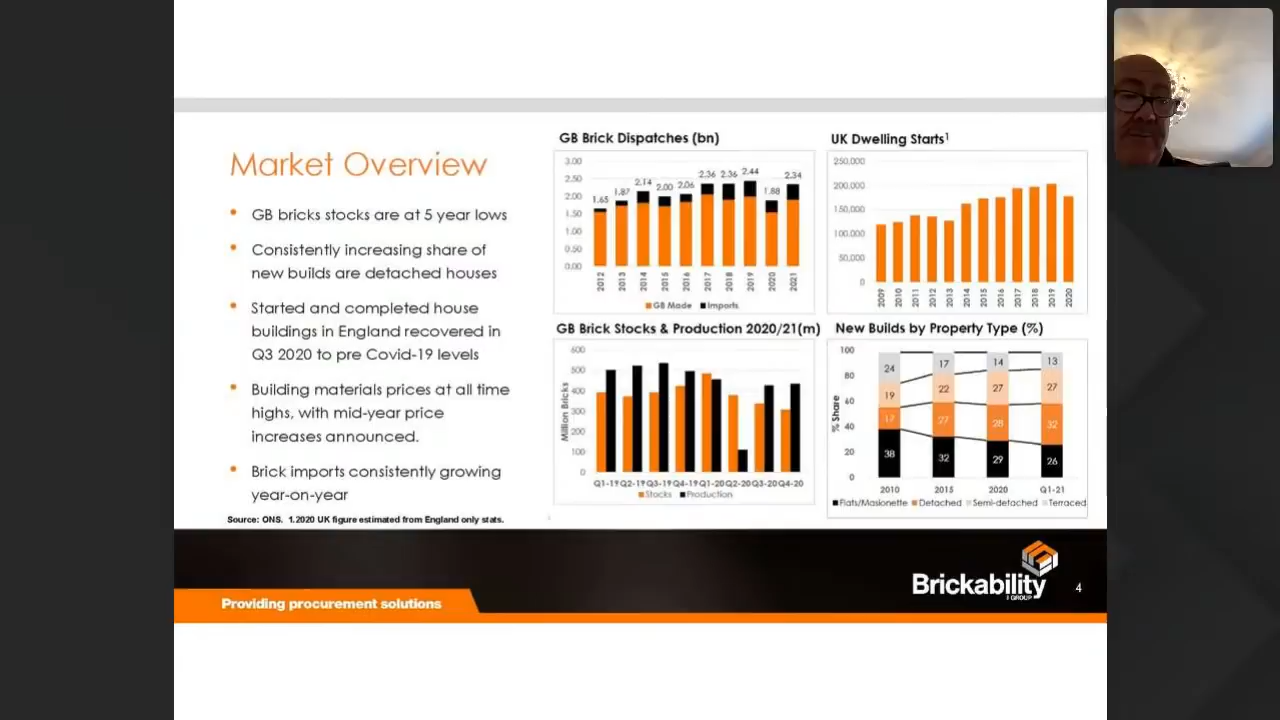 Market Overview
GB bricks stocks are at 5 year lows
Consistently increasing share of
new builds are detached houses
Started and completed house
buildings in England recovered in
Q3 2020 to pre Covid-19 levels
Building materials prices at all time
highs, with mid-year price
increases announced.
Brick imports consistently growing
year-on-year
Source: ONS. 1.2020 UK figure estimated from England only stats.
GB Brick Dispatches (bn)
3.00
2.50
2.00
1.50
1.00
0.50
0.00
1.65 1.87 2.14 2.00 2.06 2.36 2.36 2.44 1.88 2.34
2012 2013 2014 2015 2016 2017 2018 2019 2020 2021
GB Made Imports
UK Dwelling Starts1
250,000
200,000
150,000
100,000
50,000
0
2009 2010 2011 2012 2013 2014 2015 2016 2017 2018 2019 2020
GB Brick Stocks & Production 2020/21(m)
Million Bricks
600
500
400
300
200
100
0
Q1-19 Q2-19 Q3-19 Q4-19 Q1-20 Q2-20 Q3-20 Q4-20
Stocks Production
New Builds by Property Type (%)
% Share
100
80
60
40
20
0
24 17 14 13
19 22 27 27
17 27 28 32
38 32 29 26
2010 2015 2020 Q1-21
Flats/Masionette Detached Semi-detached Terraced
Brickability
GROUP
4
Providing procurement solutions